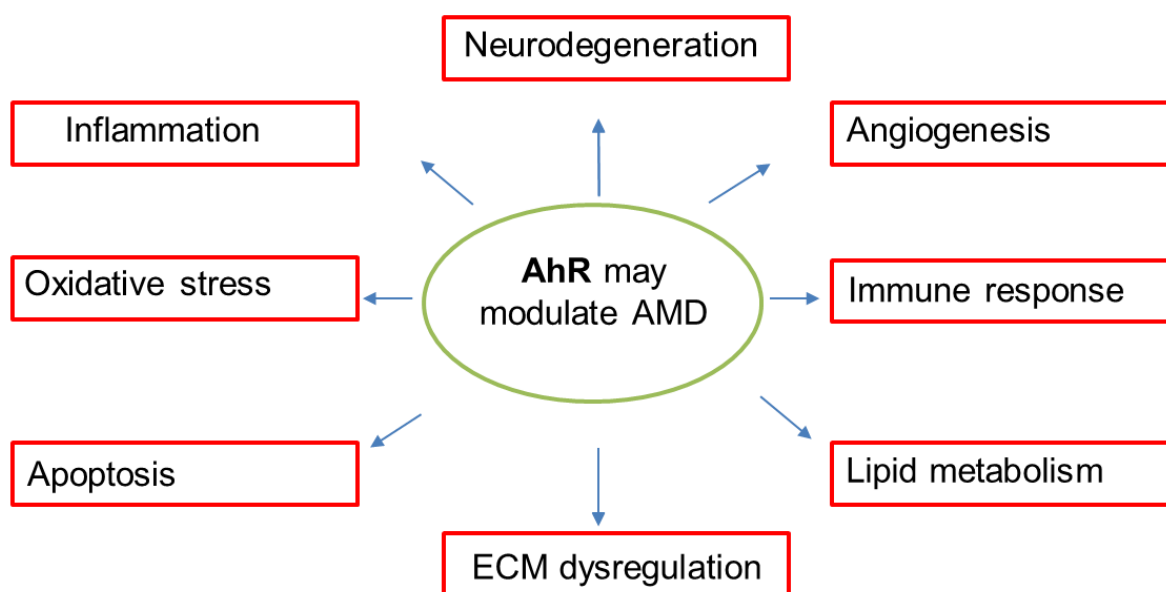 Neurodegeneration
Inflammation
Angiogenesis
AhR may
modulate AMD
Oxidative stress
Immune response
Apoptosis
Lipid metabolism
ECM dysregulation